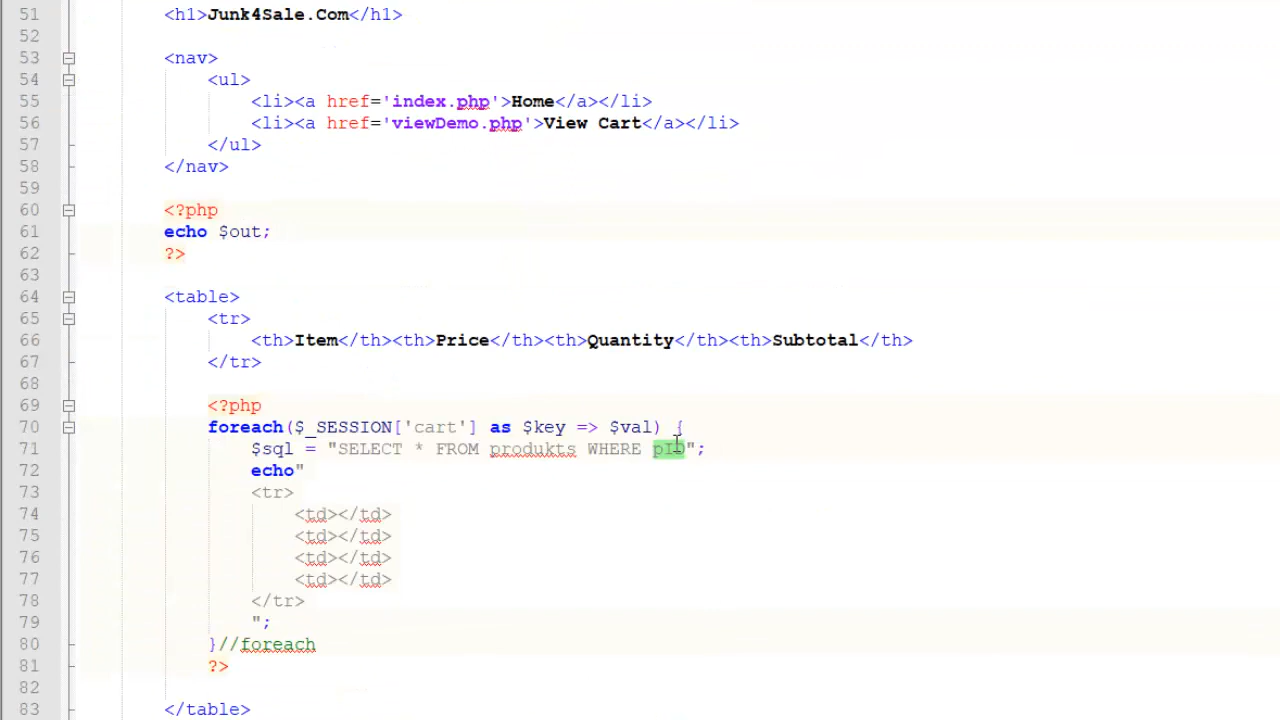 51 <h1>Junk4Sale.Com</h1>
52
53 <nav>
54 <ul>
55 <li><a href='index.php'>Home</a></li>
56 <li><a href='viewDemo.php'>View Cart</a></li>
57 </ul>
58 </nav>
59
60 <?php
61 echo $out;
62 ?>
63
64 <table>
65 <tr>
66 <th>Item</th><th>Price</th><th>Quantity</th><th>Subtotal</th>
67 </tr>
68
69 <?php
70 foreach($_SESSION['cart'] as $key => $val) {
71 $sql = "SELECT * FROM produkts WHERE pID";
72 echo"
73 <tr>
74 <td></td>
75 <td></td>
76 <td></td>
77 <td></td>
78 </tr>
79 ";
80 }//foreach
81 ?>
82
83 </table>